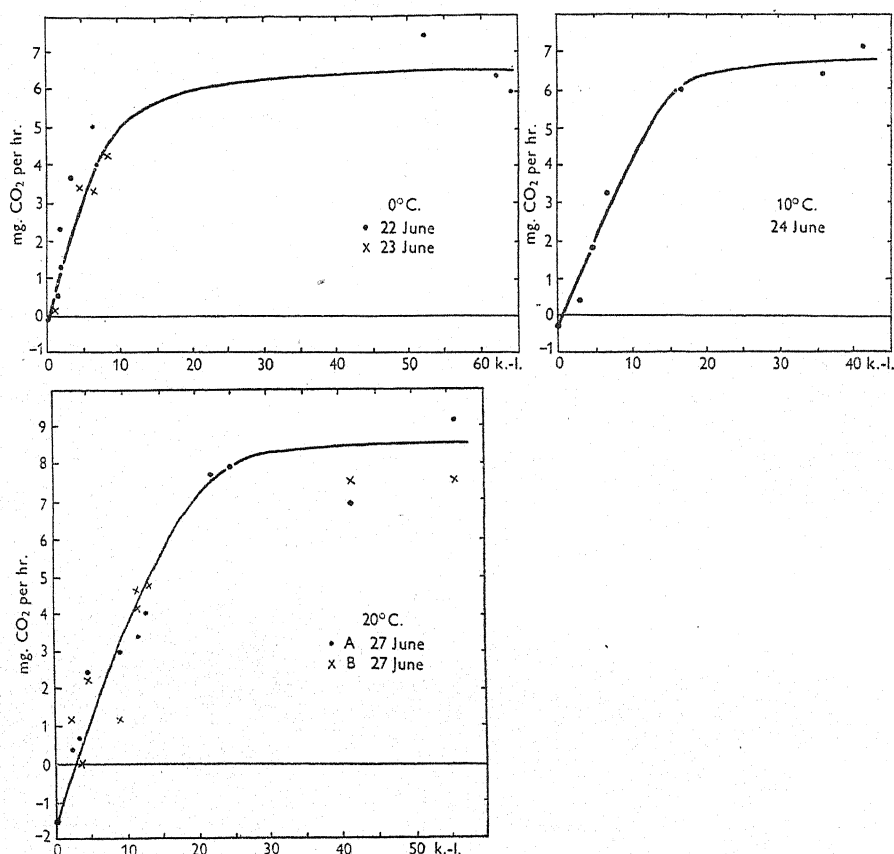 7
6
5
4
3
2
1
0
–1
mg. CO₂ per hr.
0°C.
• 22 June
× 23 June
0 10 20 30 40 50 60 k.-l.
7
6
5
4
3
2
1
0
–1
mg. CO₂ per hr.
10°C.
24 June
0 10 20 30 40 k.-l.
9
8
7
6
5
4
3
2
1
0
–1
–2
mg. CO₂ per hr.
20°C.
• A 27 June
× B 27 June
0 10 20 30 40 50 k.-l.